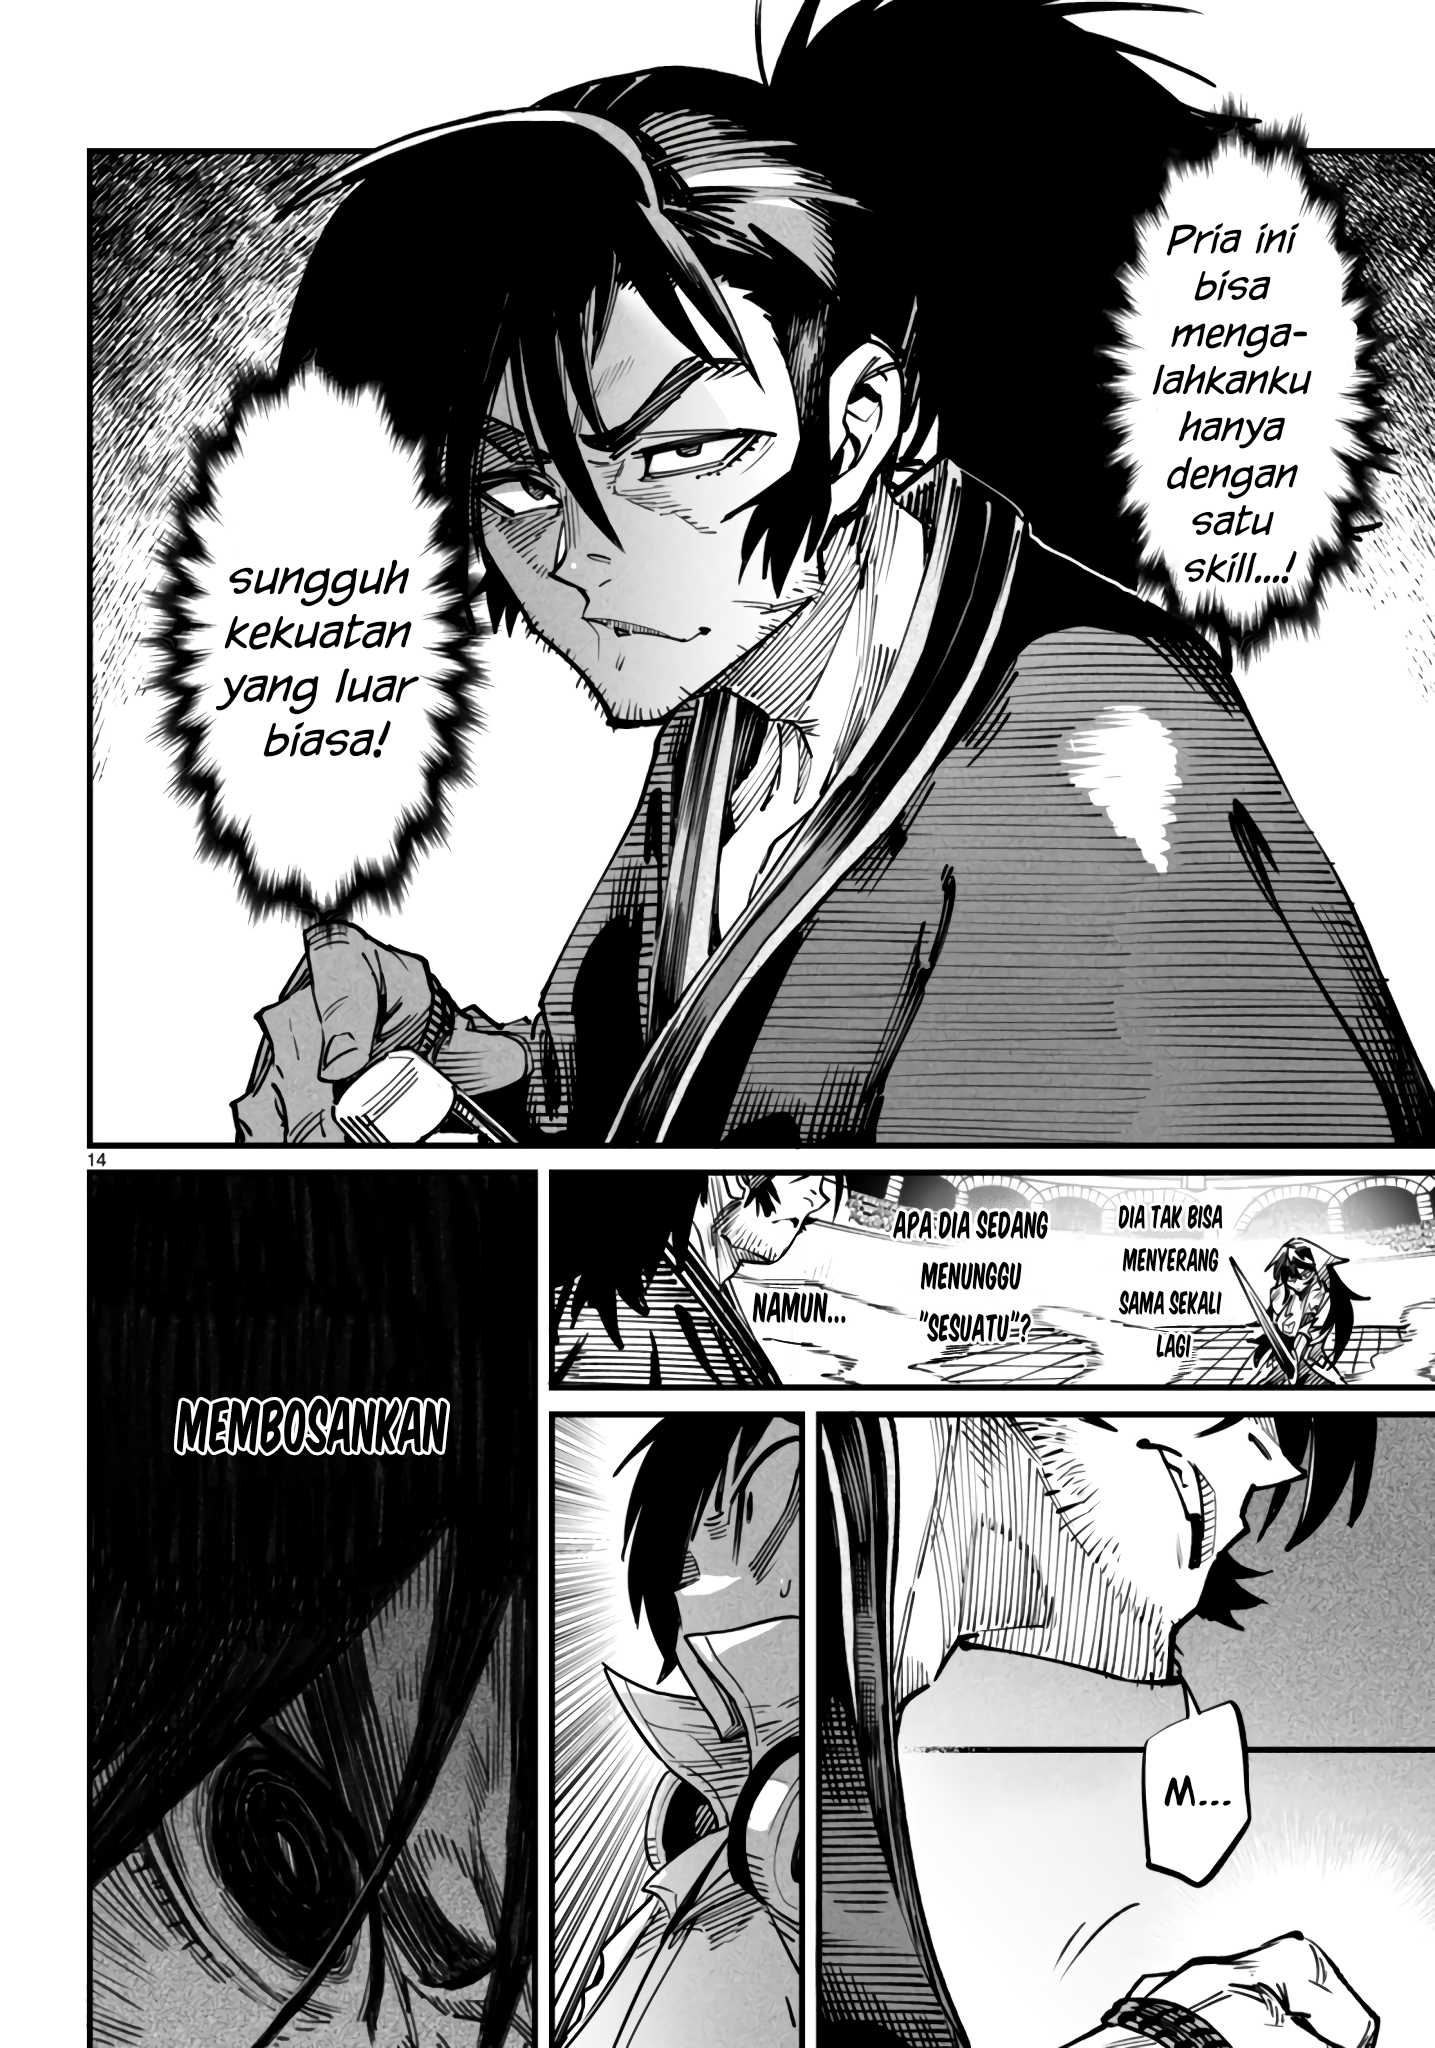 Pria ini
bisa
menga-
lahkanku
hanya
dengan
satu
skill....!
sungguh
kekuatan
yang luar
biasa!
14
DIA TAK BISA
MENYERANG
SAMA SEKALI
LAGI
APA DIA SEDANG
MENUNGGU
"SESUATU"?
NAMUN...
M...
MEMBOSANKAN